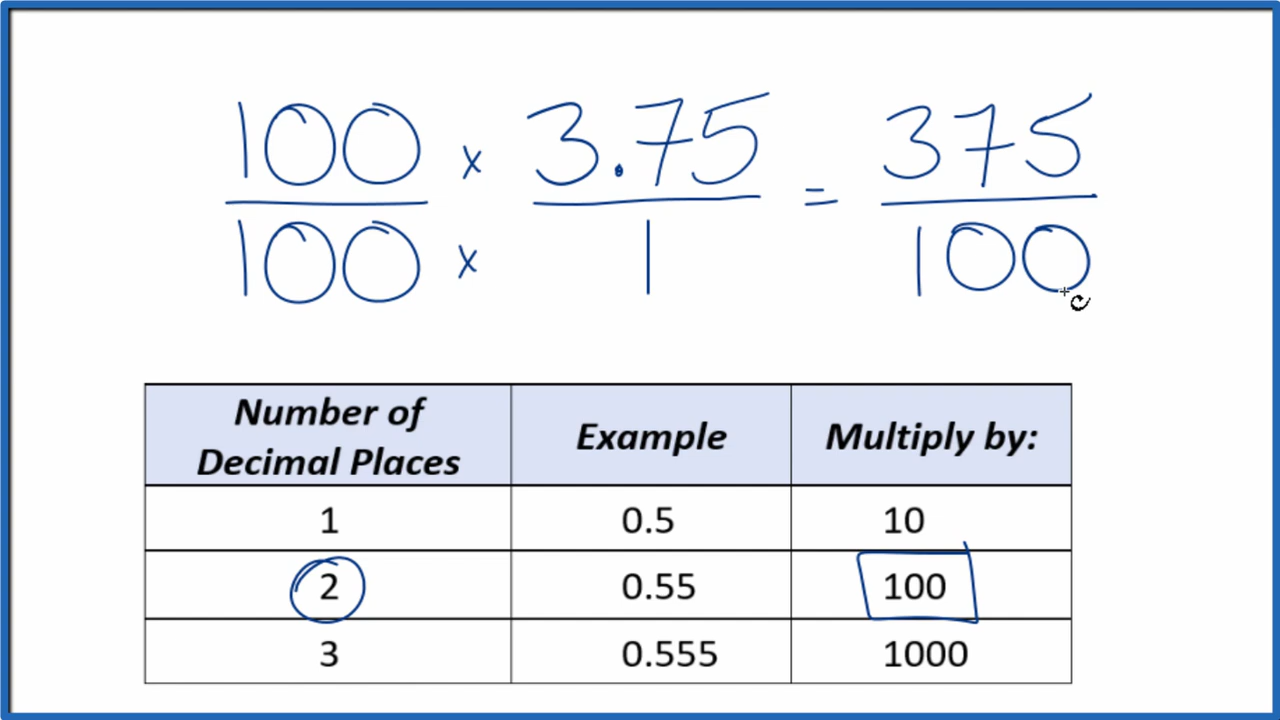 100 × 3.75 = 375
100 × 1 100
Number of Decimal Places Example Multiply by:
1 0.5 10
2 0.55 100
3 0.555 1000